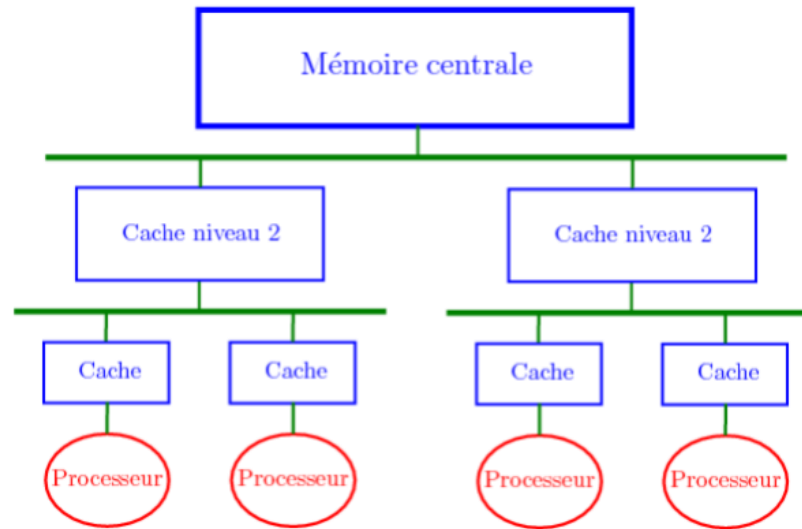 Mémoire centrale
Cache niveau 2
Cache niveau 2
Cache
Cache
Cache
Cache
Processeur
Processeur
Processeur
Processeur